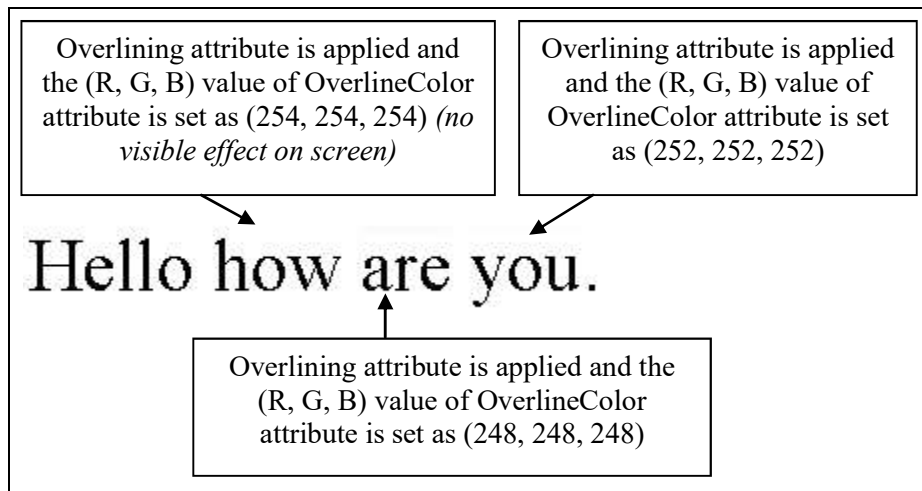 Overlining attribute is applied and
the (R, G, B) value of OverlineColor
attribute is set as (254, 254, 254) (no
visible effect on screen)
Overlining attribute is applied
and the (R, G, B) value of
OverlineColor attribute is set
as (252, 252, 252)
Hello how are you.
Overlining attribute is applied and the
(R, G, B) value of OverlineColor
attribute is set as (248, 248, 248)